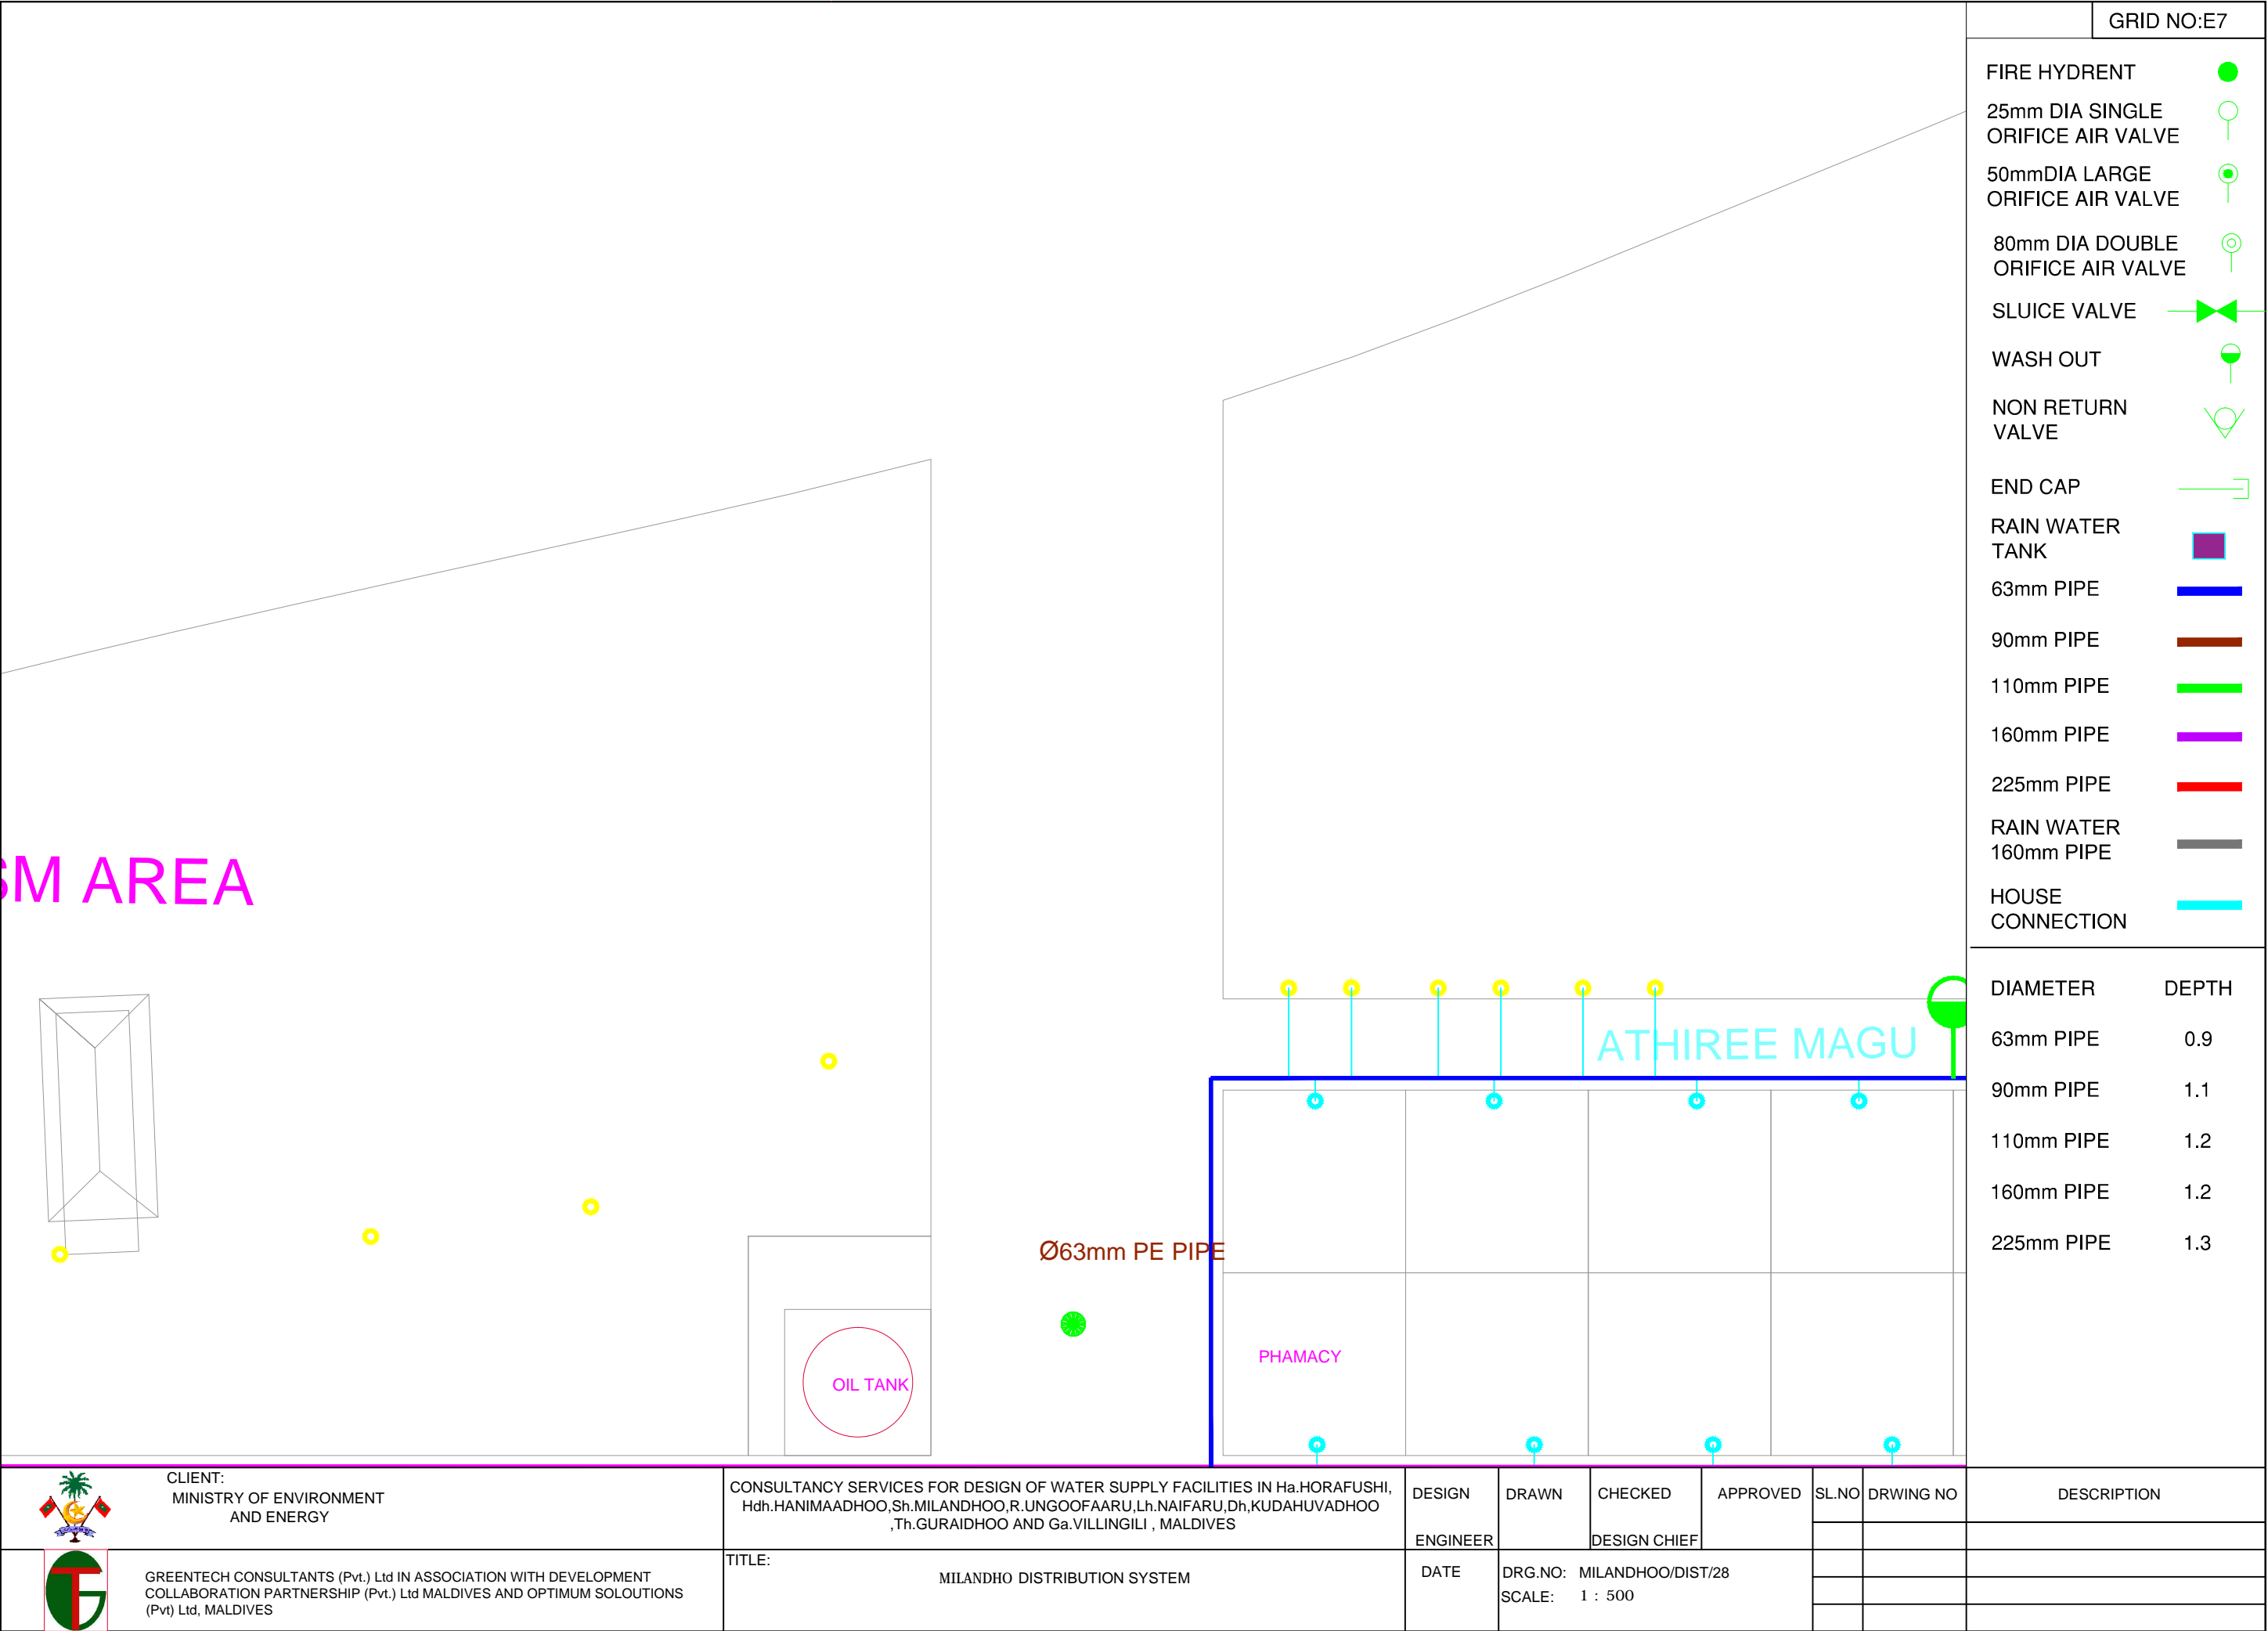 GRID NO:E7
FIRE HYDRENT
25mm DIA SINGLE
ORIFICE AIR VALVE
50mmDIA LARGE
ORIFICE AIR VALVE
80mm DIA DOUBLE
ORIFICE AIR VALVE
SLUICE VALVE
WASH OUT
NON RETURN
VALVE
END CAP
RAIN WATER
TANK
63mm PIPE
90mm PIPE
110mm PIPE
160mm PIPE
225mm PIPE
RAIN WATER
160mm PIPE
HOUSE
CONNECTION
DIAMETER DEPTH
63mm PIPE 0.9
90mm PIPE 1.1
110mm PIPE 1.2
160mm PIPE 1.2
225mm PIPE 1.3
SM AREA
ATHIREE MAGU
Ø63mm PE PIPE
PHAMACY
OIL TANK
CLIENT:
MINISTRY OF ENVIRONMENT
AND ENERGY
GREENTECH CONSULTANTS (Pvt.) Ltd IN ASSOCIATION WITH DEVELOPMENT
COLLABORATION PARTNERSHIP (Pvt.) Ltd MALDIVES AND OPTIMUM SOLOUTIONS
(Pvt) Ltd, MALDIVES
CONSULTANCY SERVICES FOR DESIGN OF WATER SUPPLY FACILITIES IN Ha.HORAFUSHI,
Hdh.HANIMAADHOO,Sh.MILANDHOO,R.UNGOOFAARU,Lh.NAIFARU,Dh,KUDAHUVADHOO
,Th.GURAIDHOO AND Ga.VILLINGILI , MALDIVES
TITLE:
MILANDHO DISTRIBUTION SYSTEM
DESIGN
ENGINEER
DRAWN
CHECKED
DESIGN CHIEF
APPROVED
SL.NO
DRWING NO
DESCRIPTION
DATE
DRG.NO: MILANDHOO/DIST/28
SCALE: 1 : 500